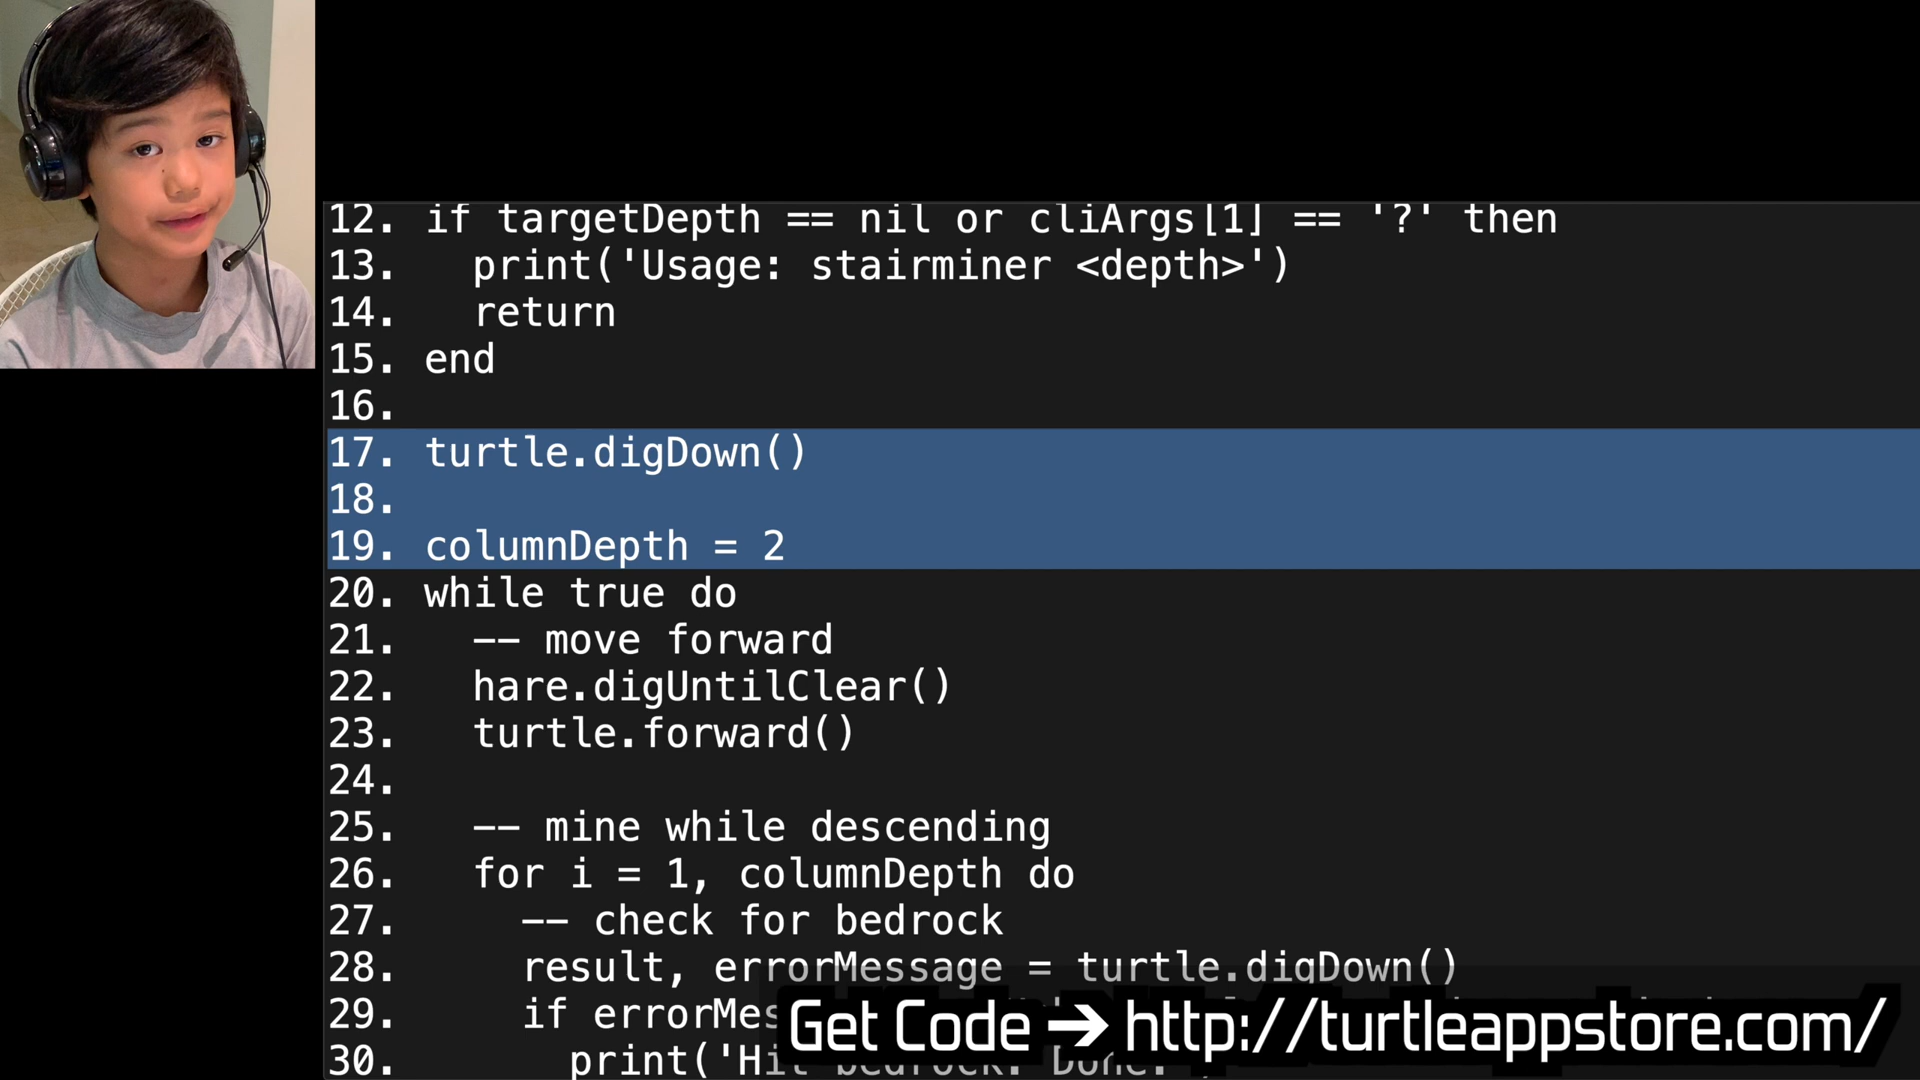 12. if targetDepth == nil or cliArgs[1] == '?' then
13. print('Usage: stairminer <depth>')
14. return
15. end
16.
17. turtle.digDown()
18.
19. columnDepth = 2
20. while true do
21. -- move forward
22. hare.digUntilClear()
23. turtle.forward()
24.
25. -- mine while descending
26. for i = 1, columnDepth do
27. -- check for bedrock
28. result, errorMessage = turtle.digDown()
29. if errorMes
30. print('Hit bedrock. Done.
Get Code → http://turtleappstore.com/